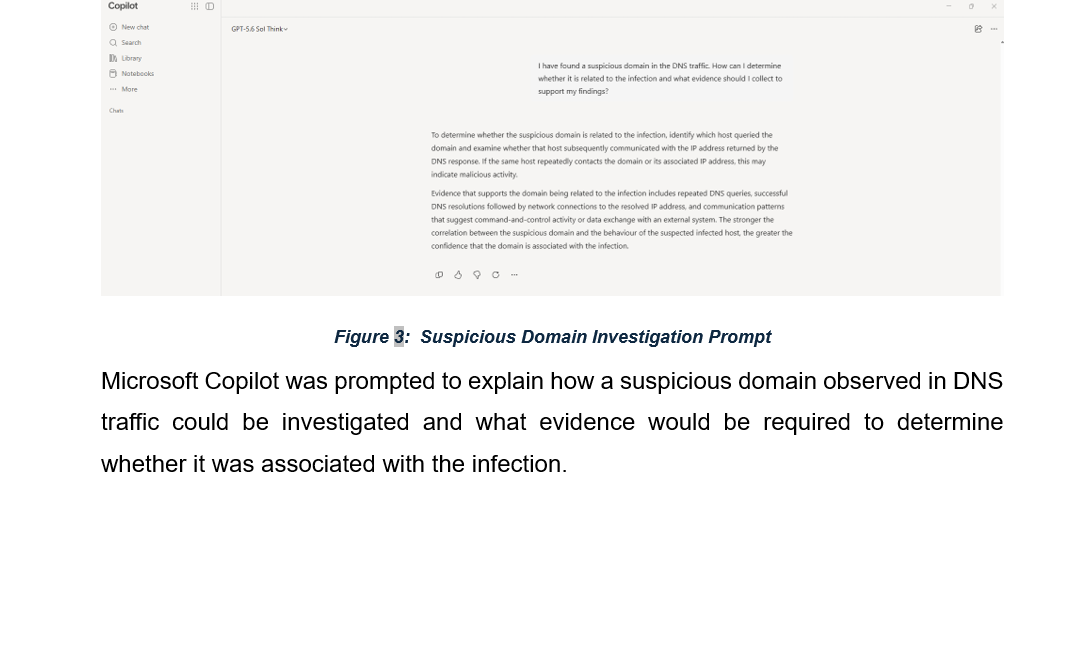 Copilot
New chat
Search
Library
Notebooks
More
Chats
GPT-5.6 Sol Think
I have found a suspicious domain in the DNS traffic. How can I determine
whether it is related to the infection and what evidence should I collect to
support my findings?
To determine whether the suspicious domain is related to the infection, identify which host queried the
domain and examine whether that host subsequently communicated with the IP address returned by the
DNS response. If the same host repeatedly contacts the domain or its associated IP address, this may
indicate malicious activity.
Evidence that supports the domain being related to the infection includes repeated DNS queries, successful
DNS resolutions followed by network connections to the resolved IP address, and communication patterns
that suggest command-and-control activity or data exchange with an external system. The stronger the
correlation between the suspicious domain and the behaviour of the suspected infected host, the greater the
confidence that the domain is associated with the infection.
Figure 3: Suspicious Domain Investigation Prompt
Microsoft Copilot was prompted to explain how a suspicious domain observed in DNS
traffic could be investigated and what evidence would be required to determine
whether it was associated with the infection.